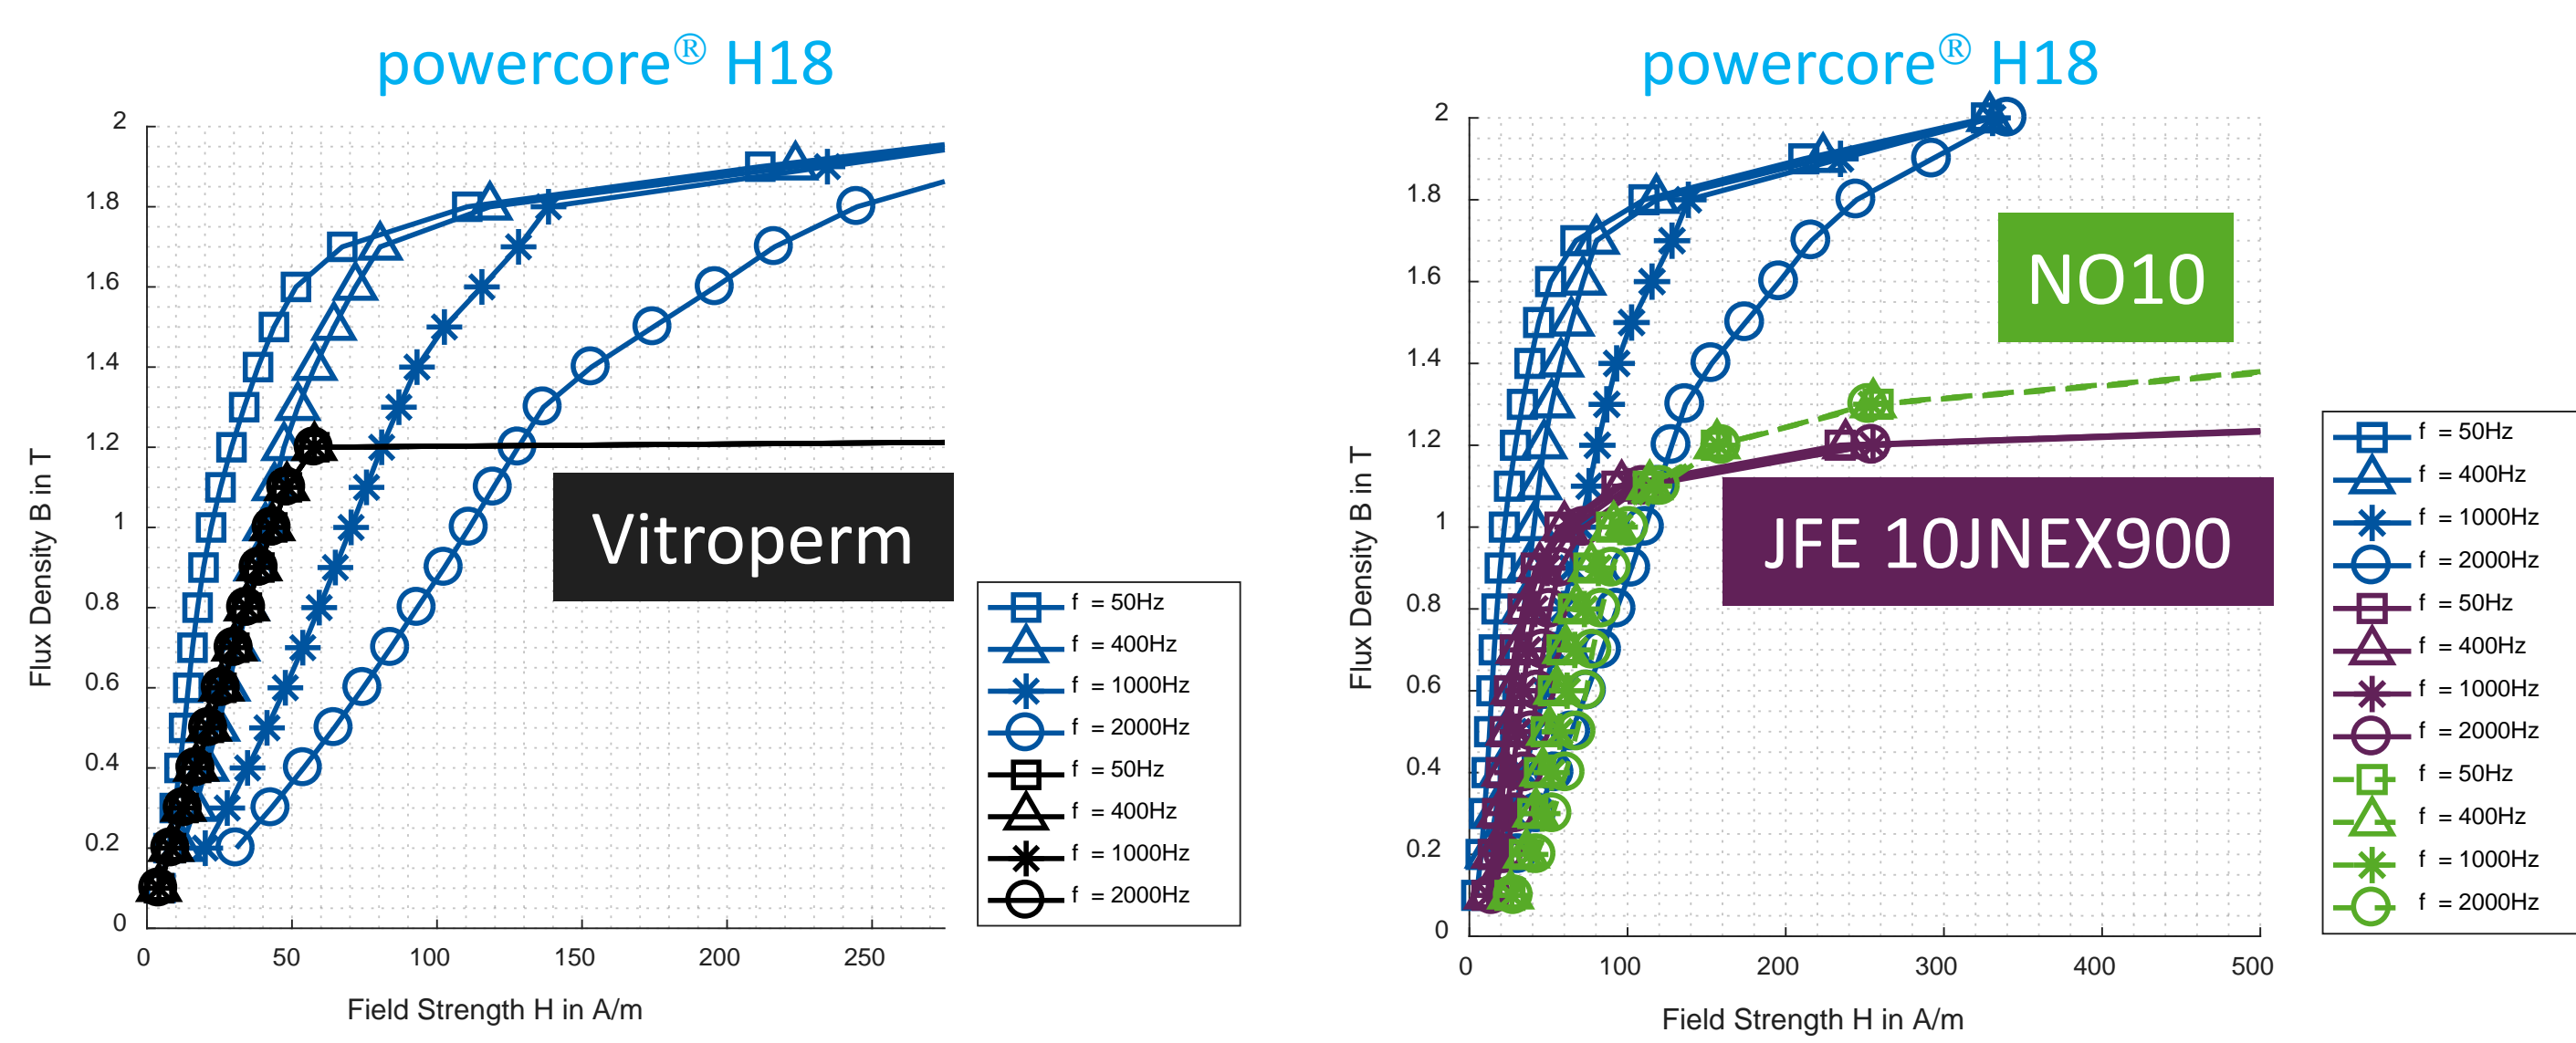 powercore® H18
2
1.8
1.6
1.4
1.2
1
0.8
0.6
0.4
0.2
0
Flux Density B in T
0 50 100 150 200 250
Field Strength H in A/m
Vitroperm
f = 50Hz
f = 400Hz
f = 1000Hz
f = 2000Hz
f = 50Hz
f = 400Hz
f = 1000Hz
f = 2000Hz
powercore® H18
2
1.8
1.6
1.4
1.2
1
0.8
0.6
0.4
0.2
0
Flux Density B in T
0 100 200 300 400 500
Field Strength H in A/m
NO10
JFE 10JNEX900
f = 50Hz
f = 400Hz
f = 1000Hz
f = 2000Hz
f = 50Hz
f = 400Hz
f = 1000Hz
f = 2000Hz
f = 50Hz
f = 400Hz
f = 1000Hz
f = 2000Hz